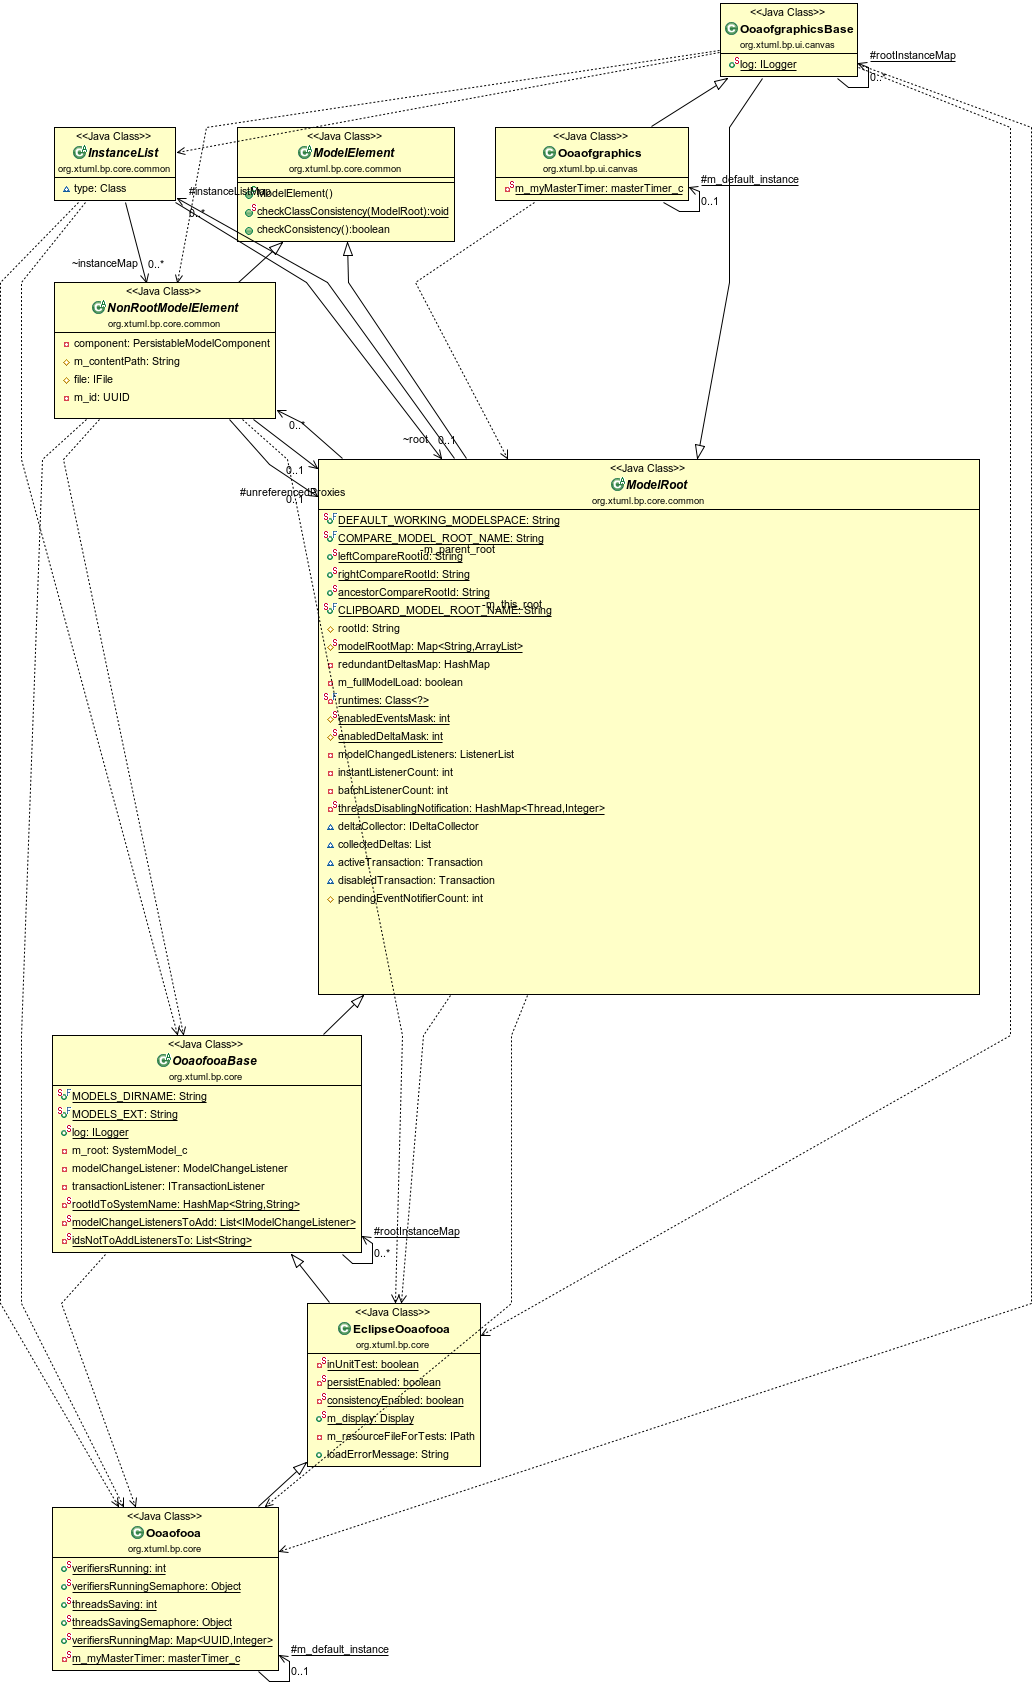 <<Java Class>>
OoaofgraphicsBase
org.xtuml.bp.ui.canvas
log: ILogger
#rootInstanceMap
0..*
<<Java Class>>
InstanceList
org.xtuml.bp.core.common
type: Class
<<Java Class>>
ModelElement
org.xtuml.bp.core.common
ModelElement()
checkClassConsistency(ModelRoot):void
checkConsistency():boolean
#instanceListMap
0..*
<<Java Class>>
Ooaofgraphics
org.xtuml.bp.ui.canvas
m_myMasterTimer: masterTimer_c
#m_default_instance
0..1
~instanceMap
0..*
<<Java Class>>
NonRootModelElement
org.xtuml.bp.core.common
component: PersistableModelComponent
m_contentPath: String
file: IFile
m_id: UUID
0..*
~root
0..1
0..1
#unreferencedProxies
0..1
<<Java Class>>
ModelRoot
org.xtuml.bp.core.common
DEFAULT_WORKING_MODELSPACE: String
COMPARE_MODEL_ROOT_NAME: String
-m_parent_root
leftCompareRootId: String
rightCompareRootId: String
ancestorCompareRootId: String
-m_this_root
CLIPBOARD_MODEL_ROOT_NAME: String
rootId: String
modelRootMap: Map<String,ArrayList>
redundantDeltasMap: HashMap
m_fullModelLoad: boolean
runtimes: Class<?>
enabledEventsMask: int
enabledDeltaMask: int
modelChangedListeners: ListenerList
instantListenerCount: int
batchListenerCount: int
threadsDisablingNotification: HashMap<Thread,Integer>
deltaCollector: IDeltaCollector
collectedDeltas: List
activeTransaction: Transaction
disabledTransaction: Transaction
pendingEventNotifierCount: int
<<Java Class>>
OoaofooaBase
org.xtuml.bp.core
MODELS_DIRNAME: String
MODELS_EXT: String
log: ILogger
m_root: SystemModel_c
modelChangeListener: ModelChangeListener
transactionListener: ITransactionListener
rootIdToSystemName: HashMap<String,String>
modelChangeListenersToAdd: List<IModelChangeListener>
idsNotToAddListenersTo: List<String>
#rootInstanceMap
0..*
<<Java Class>>
EclipseOoaofooa
org.xtuml.bp.core
inUnitTest: boolean
persistEnabled: boolean
consistencyEnabled: boolean
m_display: Display
m_resourceFileForTests: IPath
loadErrorMessage: String
<<Java Class>>
Ooaofooa
org.xtuml.bp.core
verifiersRunning: int
verifiersRunningSemaphore: Object
threadsSaving: int
threadsSavingSemaphore: Object
verifiersRunningMap: Map<UUID,Integer>
m_myMasterTimer: masterTimer_c
#m_default_instance
0..1